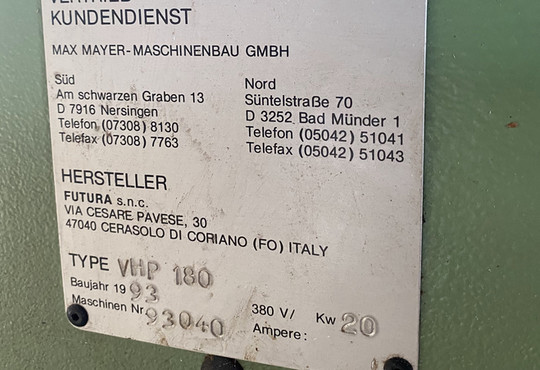 VERTRIEB
KUNDENDIENST
MAX MAYER-MASCHINENBAU GMBH
Süd
Am schwarzen Graben 13
D 7916 Nersingen
Telefon (07308) 8130
Telefax (07308) 7763
Nord
Süntelstraße 70
D 3252 Bad Münder 1
Telefon (05042) 51041
Telefax (05042) 51043
HERSTELLER
FUTURA s.n.c.
VIA CESARE PAVESE, 30
47040 CERASOLO DI CORIANO (FO) ITALY
TYPE VHP 180
Baujahr 1993
Maschinen Nr 93040
380 V/ Kw 20
Ampere: